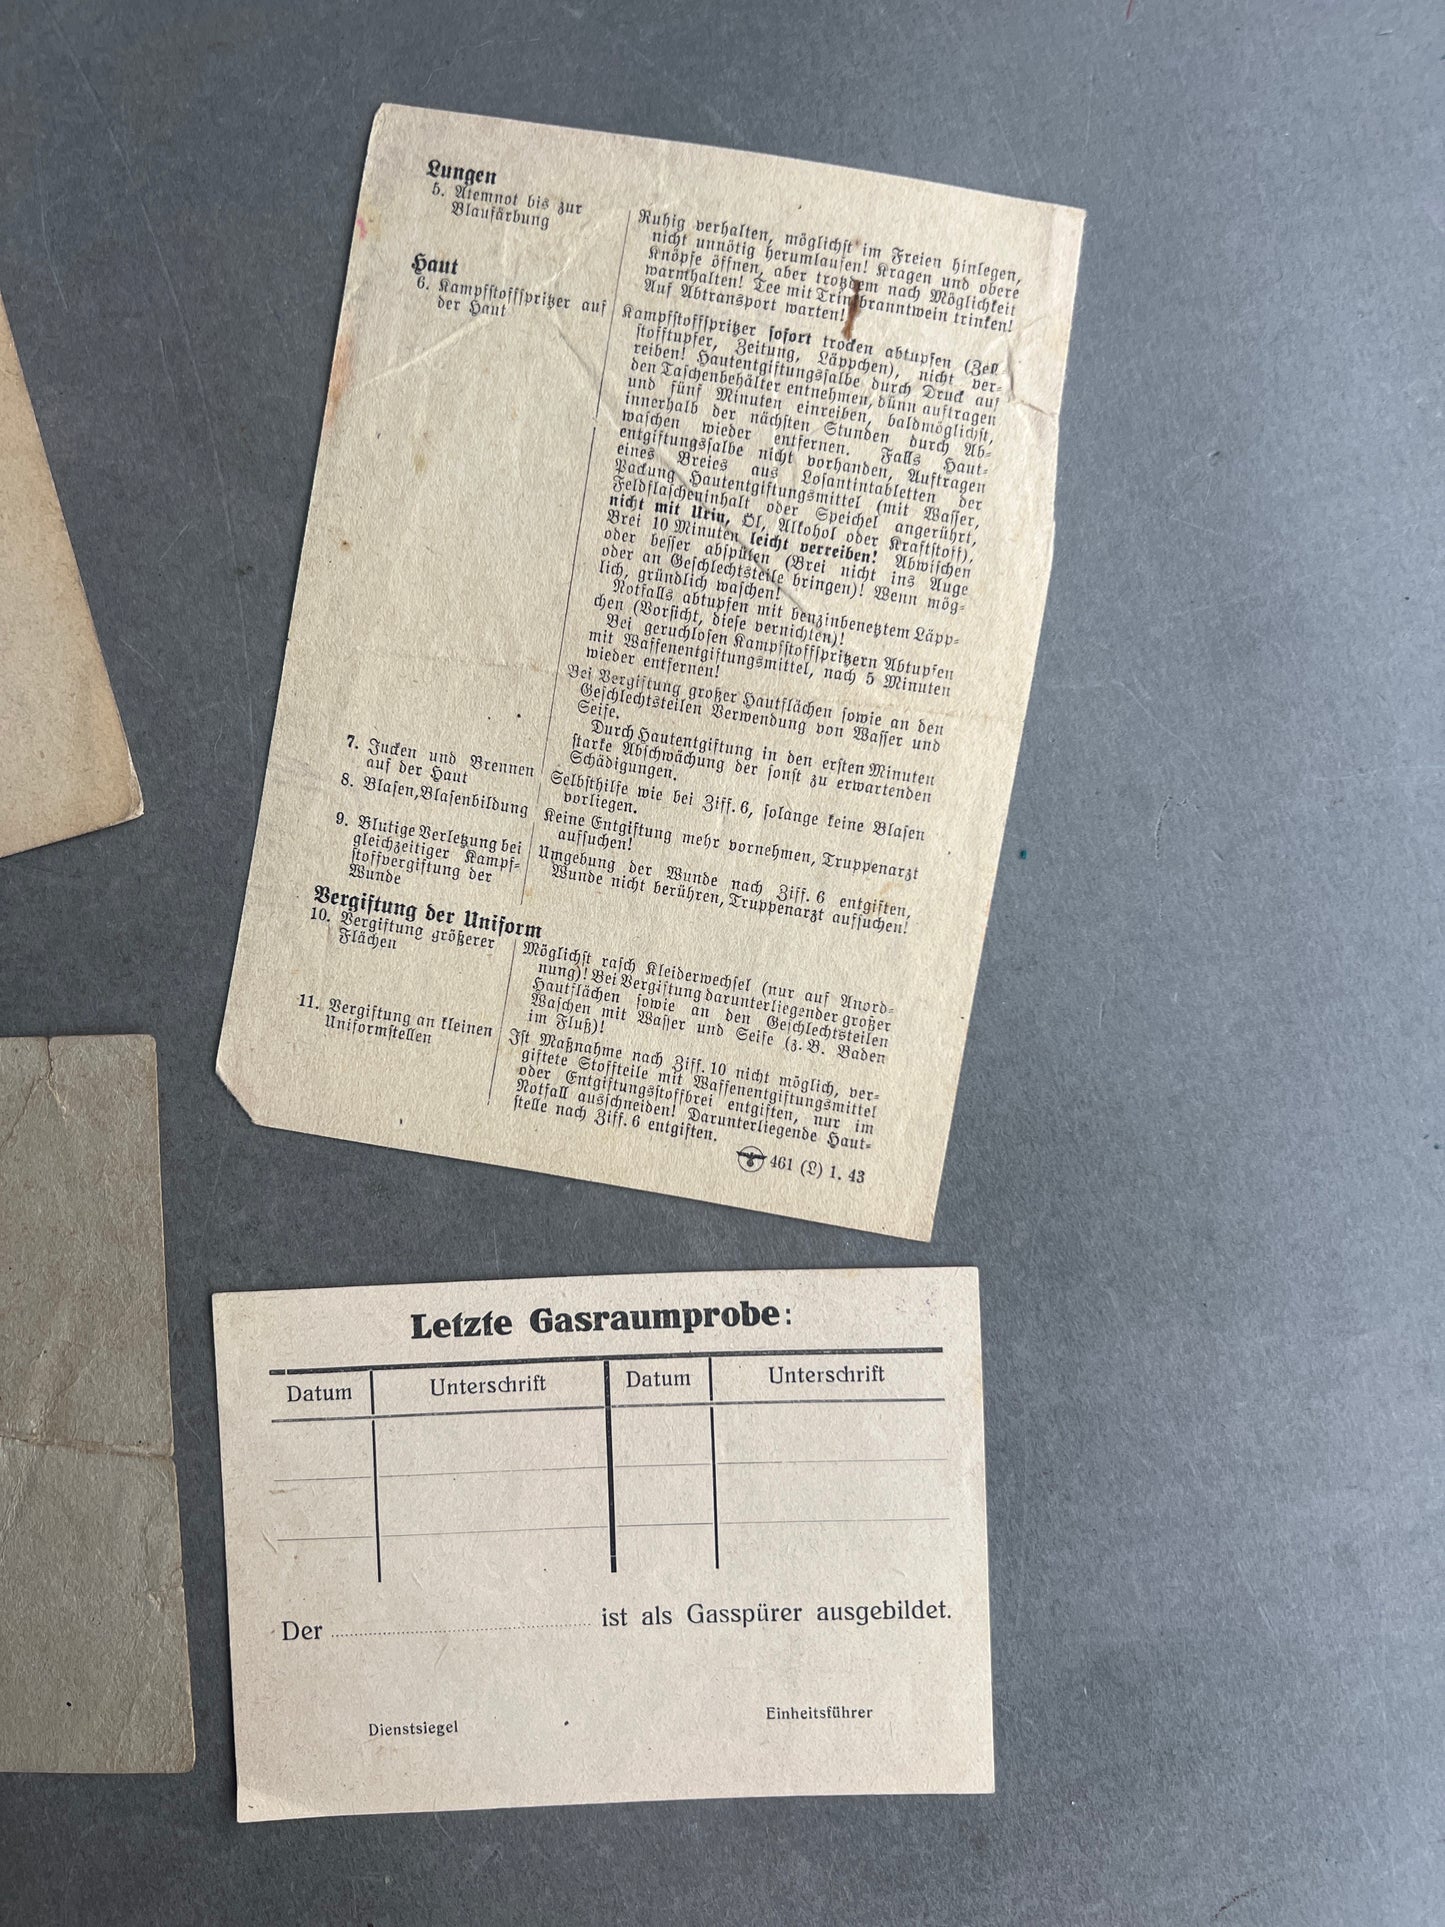 Lungen
5. Atemnot bis zur
Blaufärbung
Ruhig verhalten, möglichst im Freien hinlegen,
nicht unnötig herumlaufen! Kragen und obere
Knöpfe öffnen, aber trotzdem nach Möglichkeit
warmhalten! Tee mit Trinkbranntwein trinken!
Auf Abtransport warten!
Haut
6. Kampfstoffspritzer auf
der Haut
Kampfstoffspritzer sofort trocken abtupfen (Zell-
stofftupfer, Zeitung, Läppchen), nicht ver-
reiben! Hautentgiftungssalbe durch Druck auf
den Taschenbehälter entnehmen, dünn auftragen
und fünf Minuten einreiben, baldmöglichst,
innerhalb der nächsten Stunden durch Ab-
waschen wieder entfernen. Falls Haut-
entgiftungssalbe nicht vorhanden, Auftragen
eines Breies aus Losantintabletten der
Packung Hautentgiftungsmittel (mit Wasser,
Feldflascheninhalt oder Speichel angerührt,
nicht mit Urin, Öl, Alkohol oder Kraftstoff),
Brei 10 Minuten leicht verreiben! Abwischen
oder besser abspülen (Brei nicht ins Auge
oder an Geschlechtsteile bringen)! Wenn mög-
lich, gründlich waschen!
Notfalls abtupfen mit benzinbenetztem Läpp-
chen (Vorsicht, diese vernichten)!
Bei geruchlosen Kampfstoffspritzern Abtupfen
mit Waffenentgiftungsmittel, nach 5 Minuten
wieder entfernen!
Bei Vergiftung großer Hautflächen sowie an den
Geschlechtsteilen Verwendung von Wasser und
Seife.
Durch Hautentgiftung in den ersten Minuten
starke Abschwächung der sonst zu erwartenden
Schädigungen.
7. Jucken und Brennen
auf der Haut
Selbsthilfe wie bei Ziff. 6, solange keine Blasen
vorliegen.
8. Blasen, Blasenbildung
Keine Entgiftung mehr vornehmen, Truppenarzt
aufsuchen!
9. Blutige Verletzung bei
gleichzeitiger Kampf-
stoffvergiftung der
Wunde
Umgebung der Wunde nach Ziff. 6 entgiften,
Wunde nicht berühren, Truppenarzt aufsuchen!
Vergiftung der Uniform
10. Vergiftung größerer
Flächen
Möglichst rasch Kleiderwechsel (nur auf Anord-
nung)! Bei Vergiftung darunterliegender großer
Hautflächen sowie an den Geschlechtsteilen
Waschen mit Wasser und Seife (z. B. Baden
im Fluß)!
11. Vergiftung an kleinen
Uniformstellen
Ist Maßnahme nach Ziff. 10 nicht möglich, ver-
giftete Stoffteile mit Waffenentgiftungsmittel
oder Entgiftungsstoffbrei entgiften, nur im
Notfall ausschneiden! Darunterliegende Haut-
stelle nach Ziff. 6 entgiften.
461 (L) 1. 43
Letzte Gasraumprobe:
Datum Unterschrift Datum Unterschrift
Der .................... ist als Gasspürer ausgebildet.
Dienstsiegel Einheitsführer